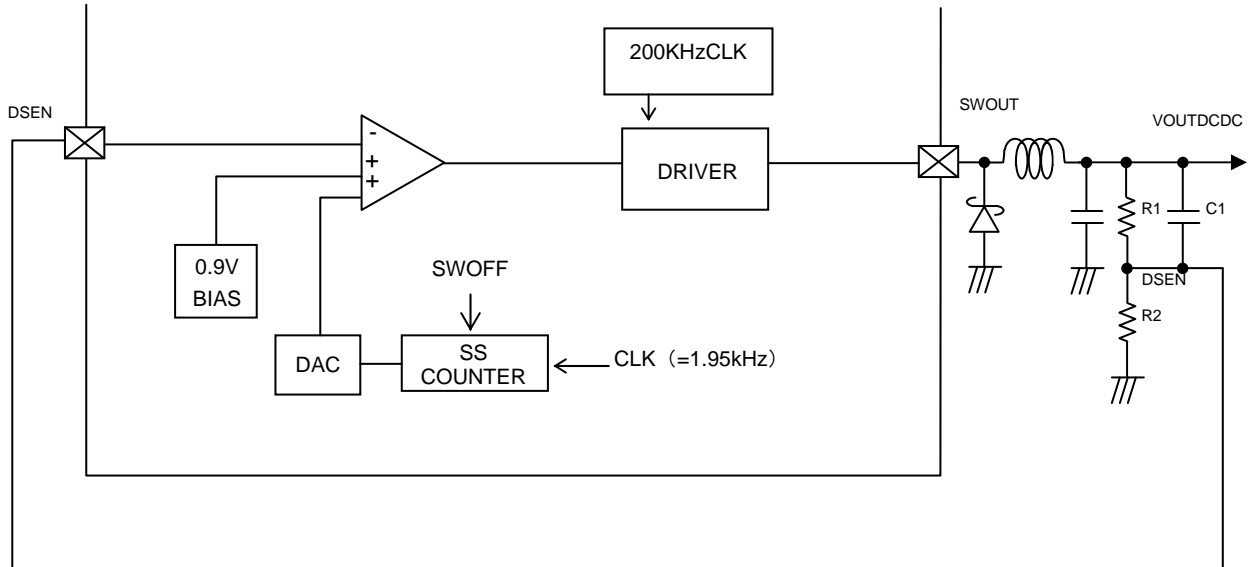 200KHzCLK
DSEN
SWOUT
VOUTDCDC
-
+
+
DRIVER
R1
C1
0.9V
BIAS
SWOFF
DSEN
R2
DAC
SS
COUNTER
CLK（=1.95kHz）